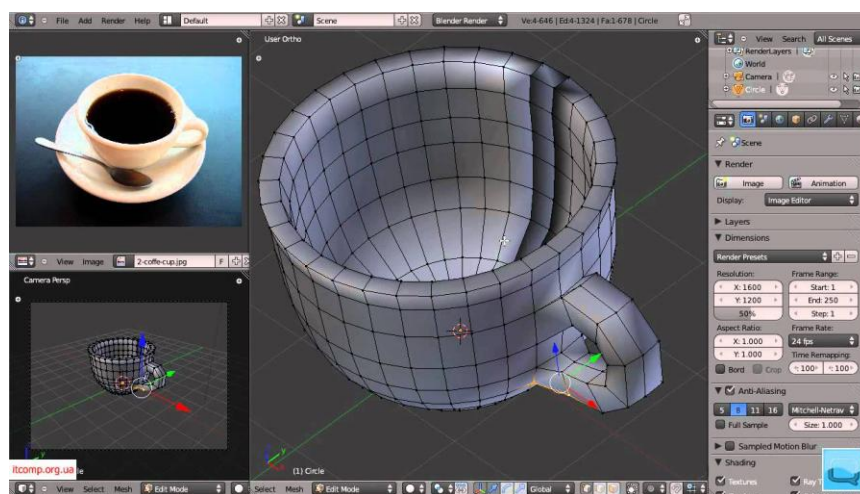 File Add Render Help Default Scene Blender Render Ve:4-646 | Ed:4-1324 | Fa:1-678 | Circle
User Ortho
View Search All Scenes
RenderLayers
World
Camera
Circle
Scene
Render
Image Animation
Display: Image Editor
Layers
Dimensions
Render Presets
Resolution: Frame Range:
X: 1600 Start: 1
Y: 1200 End: 250
50% Step: 1
Aspect Ratio: Frame Rate:
X: 1.000 24 fps
Y: 1.000 Time Remapping:
Bord Crop 100 100
Anti-Aliasing
5 8 11 16 Mitchell-Netrav
Full Sample Size: 1.000
Sampled Motion Blur
Shading
Textures Ray T
View Image 2-coffe-cup.jpg F
Camera Persp
itcomp.org.ua
(1) Circle
View Select Mesh Edit Mode
Select Mesh Edit Mode Global